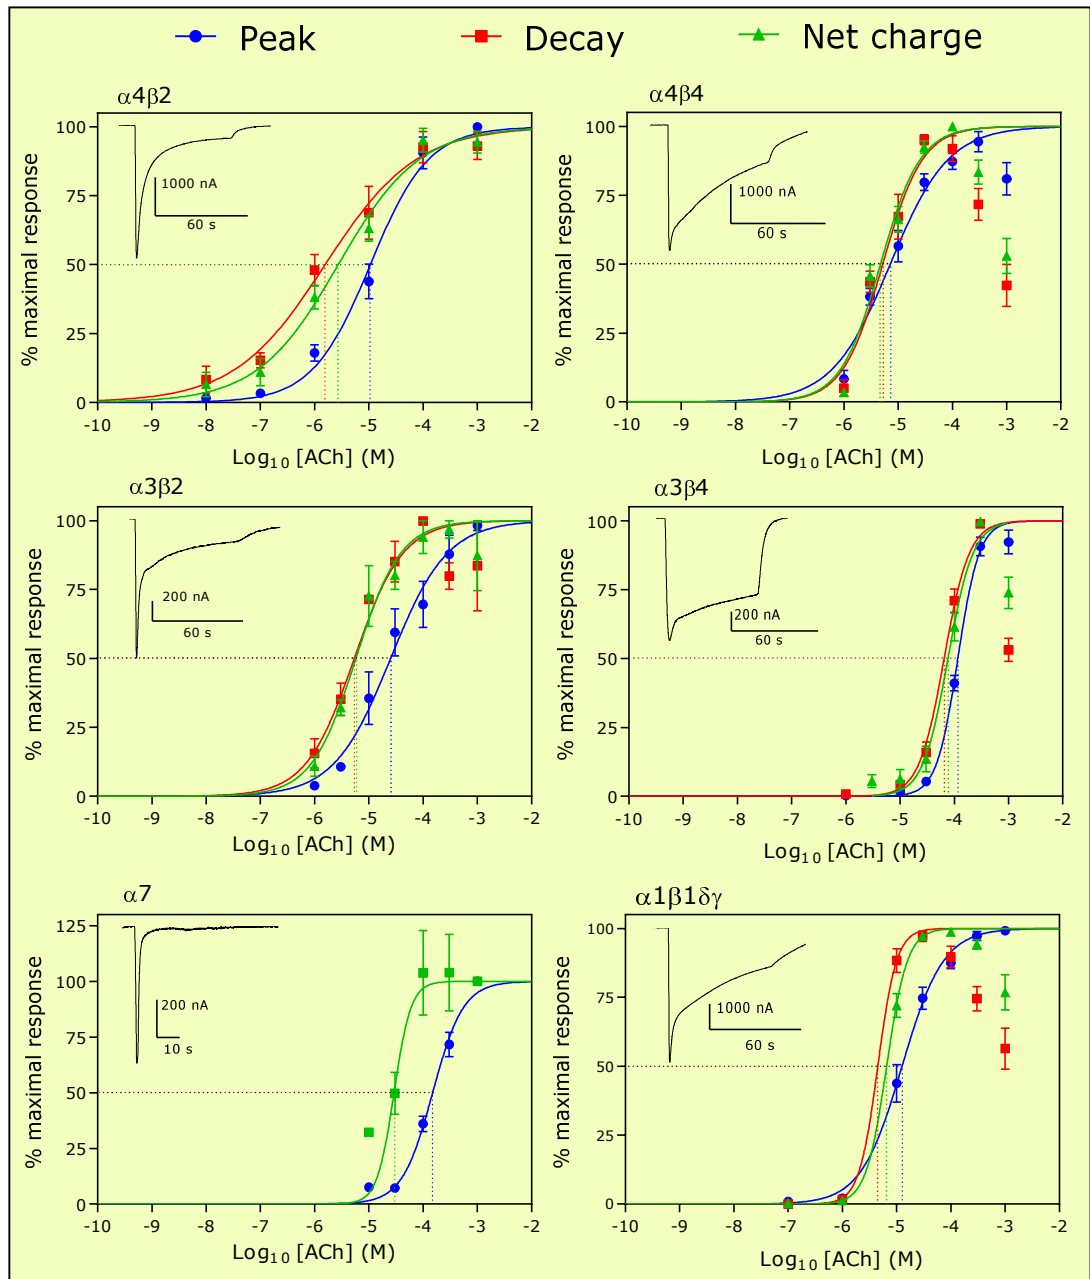 Peak Decay Net charge
α4β2
% maximal response
100
75
50
25
0
1000 nA
60 s
-10 -9 -8 -7 -6 -5 -4 -3 -2
Log10 [ACh] (M)
α4β4
% maximal response
100
75
50
25
0
1000 nA
60 s
-10 -9 -8 -7 -6 -5 -4 -3 -2
Log10 [ACh] (M)
α3β2
% maximal response
100
75
50
25
0
200 nA
60 s
-10 -9 -8 -7 -6 -5 -4 -3 -2
Log10 [ACh] (M)
α3β4
% maximal response
100
75
50
25
0
200 nA
60 s
-10 -9 -8 -7 -6 -5 -4 -3 -2
Log10 [ACh] (M)
α7
% maximal response
125
100
75
50
25
0
200 nA
10 s
-10 -9 -8 -7 -6 -5 -4 -3 -2
Log10 [ACh] (M)
α1β1δγ
% maximal response
100
75
50
25
0
1000 nA
60 s
-10 -9 -8 -7 -6 -5 -4 -3 -2
Log10 [ACh] (M)